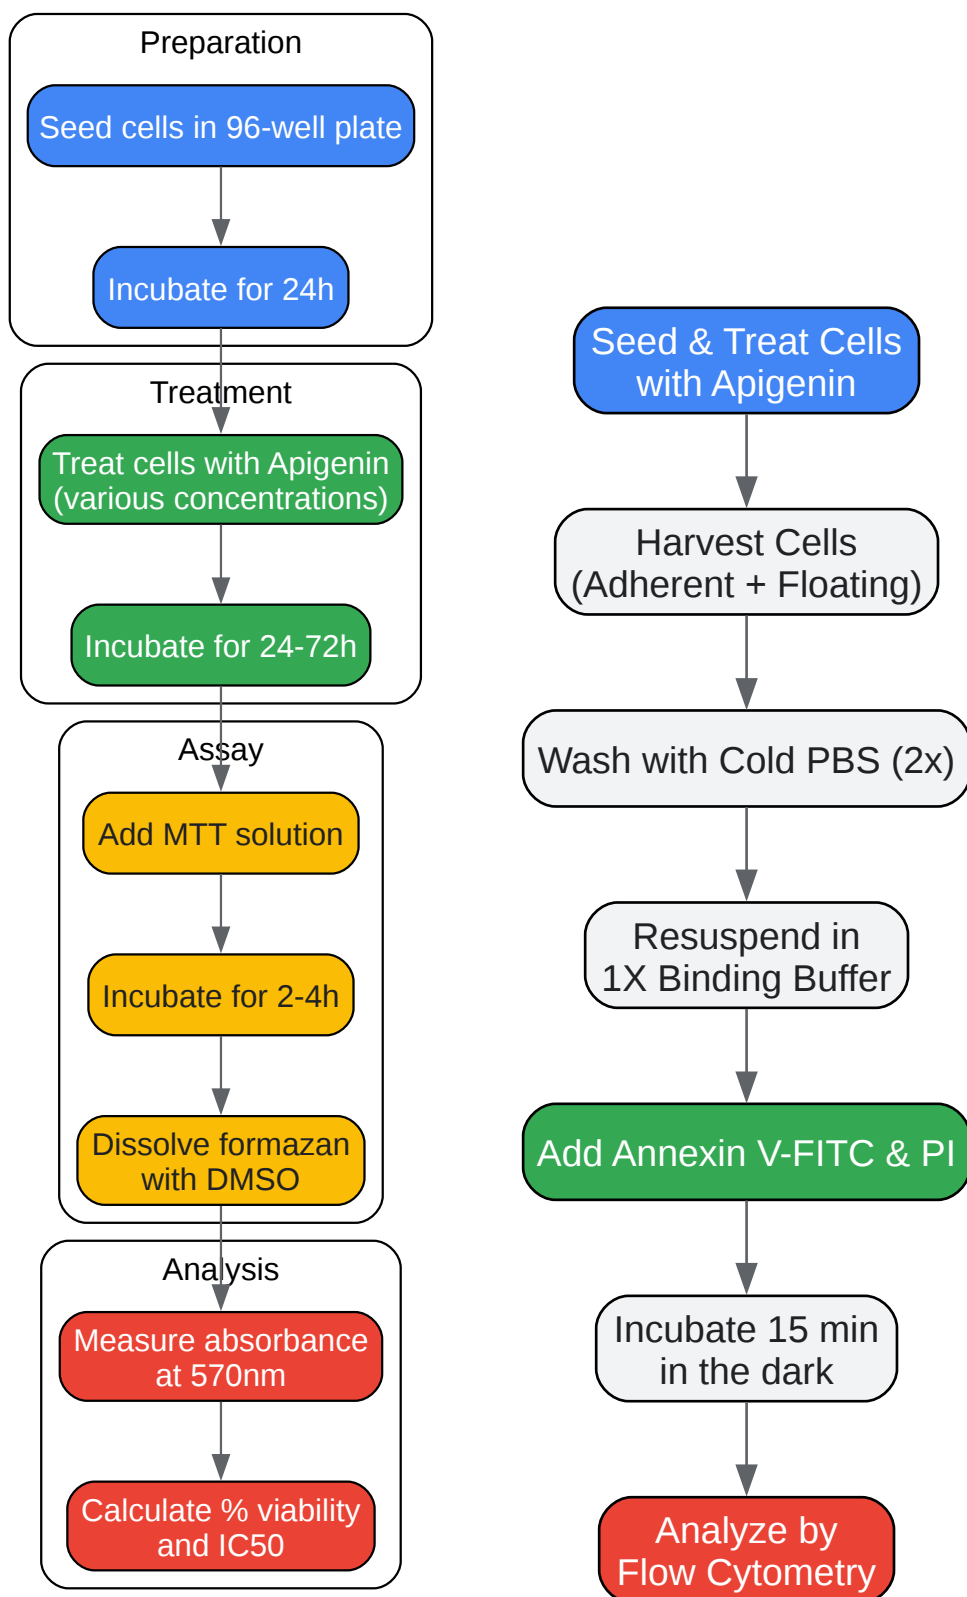 Preparation
Seed cells in 96-well plate
Incubate for 24h
Treatment
Treat cells with Apigenin
(various concentrations)
Incubate for 24-72h
Assay
Add MTT solution
Incubate for 2-4h
Dissolve formazan
with DMSO
Analysis
Measure absorbance
at 570nm
Calculate % viability
and IC50
Seed & Treat Cells
with Apigenin
Harvest Cells
(Adherent + Floating)
Wash with Cold PBS (2x)
Resuspend in
1X Binding Buffer
Add Annexin V-FITC & PI
Incubate 15 min
in the dark
Analyze by
Flow Cytometry